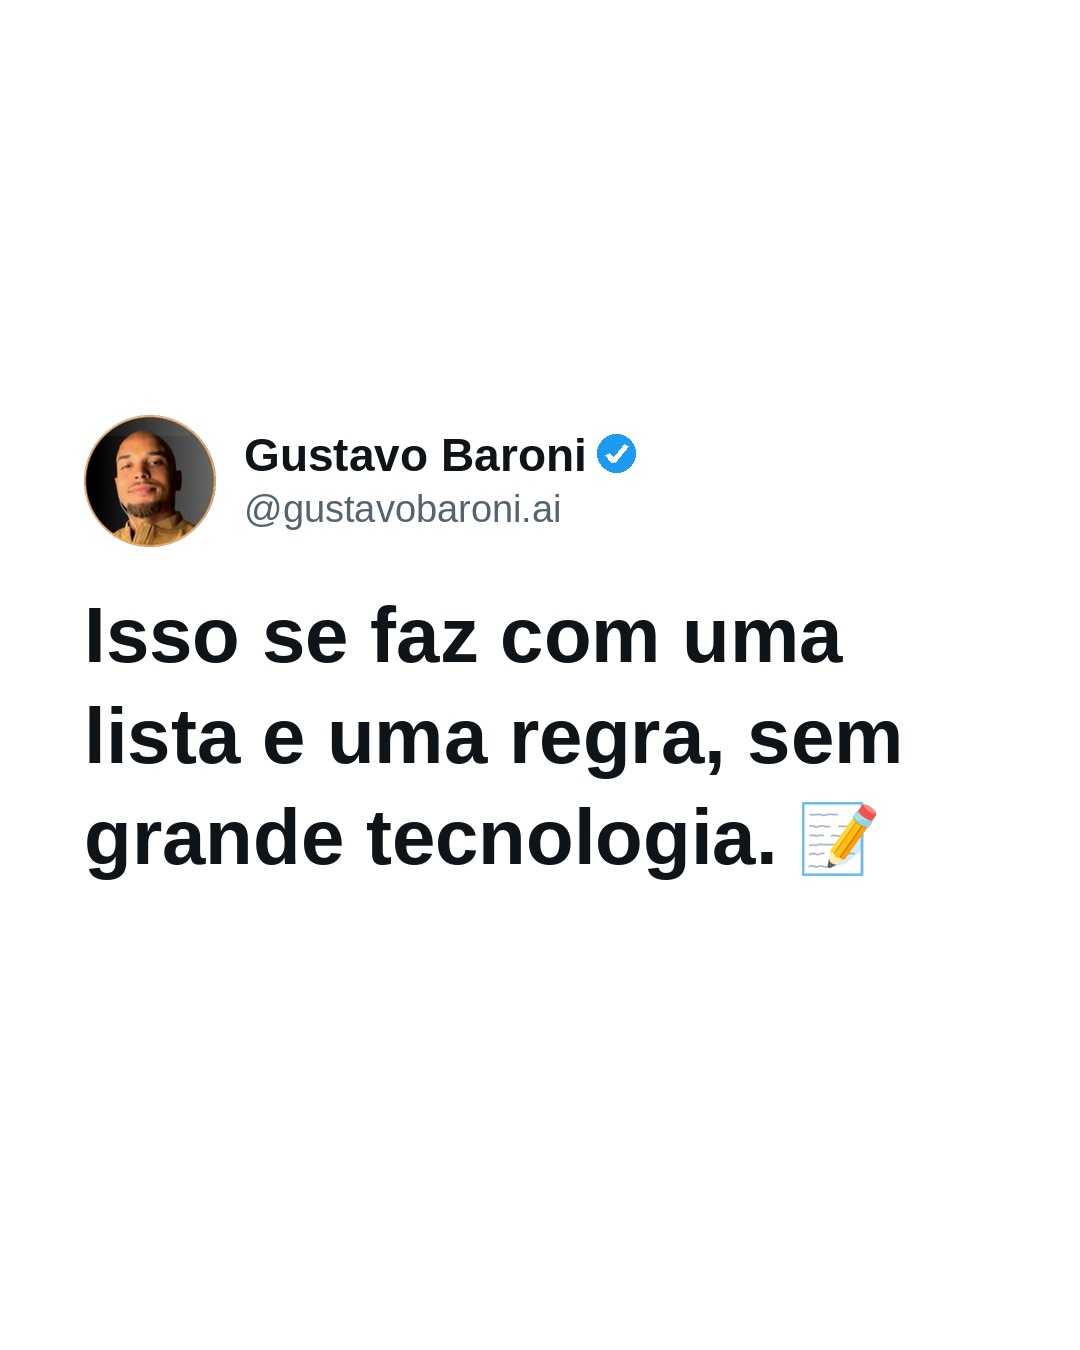 Gustavo Baroni
@gustavobaroni.ai
Isso se faz com uma
lista e uma regra, sem
grande tecnologia. 📝